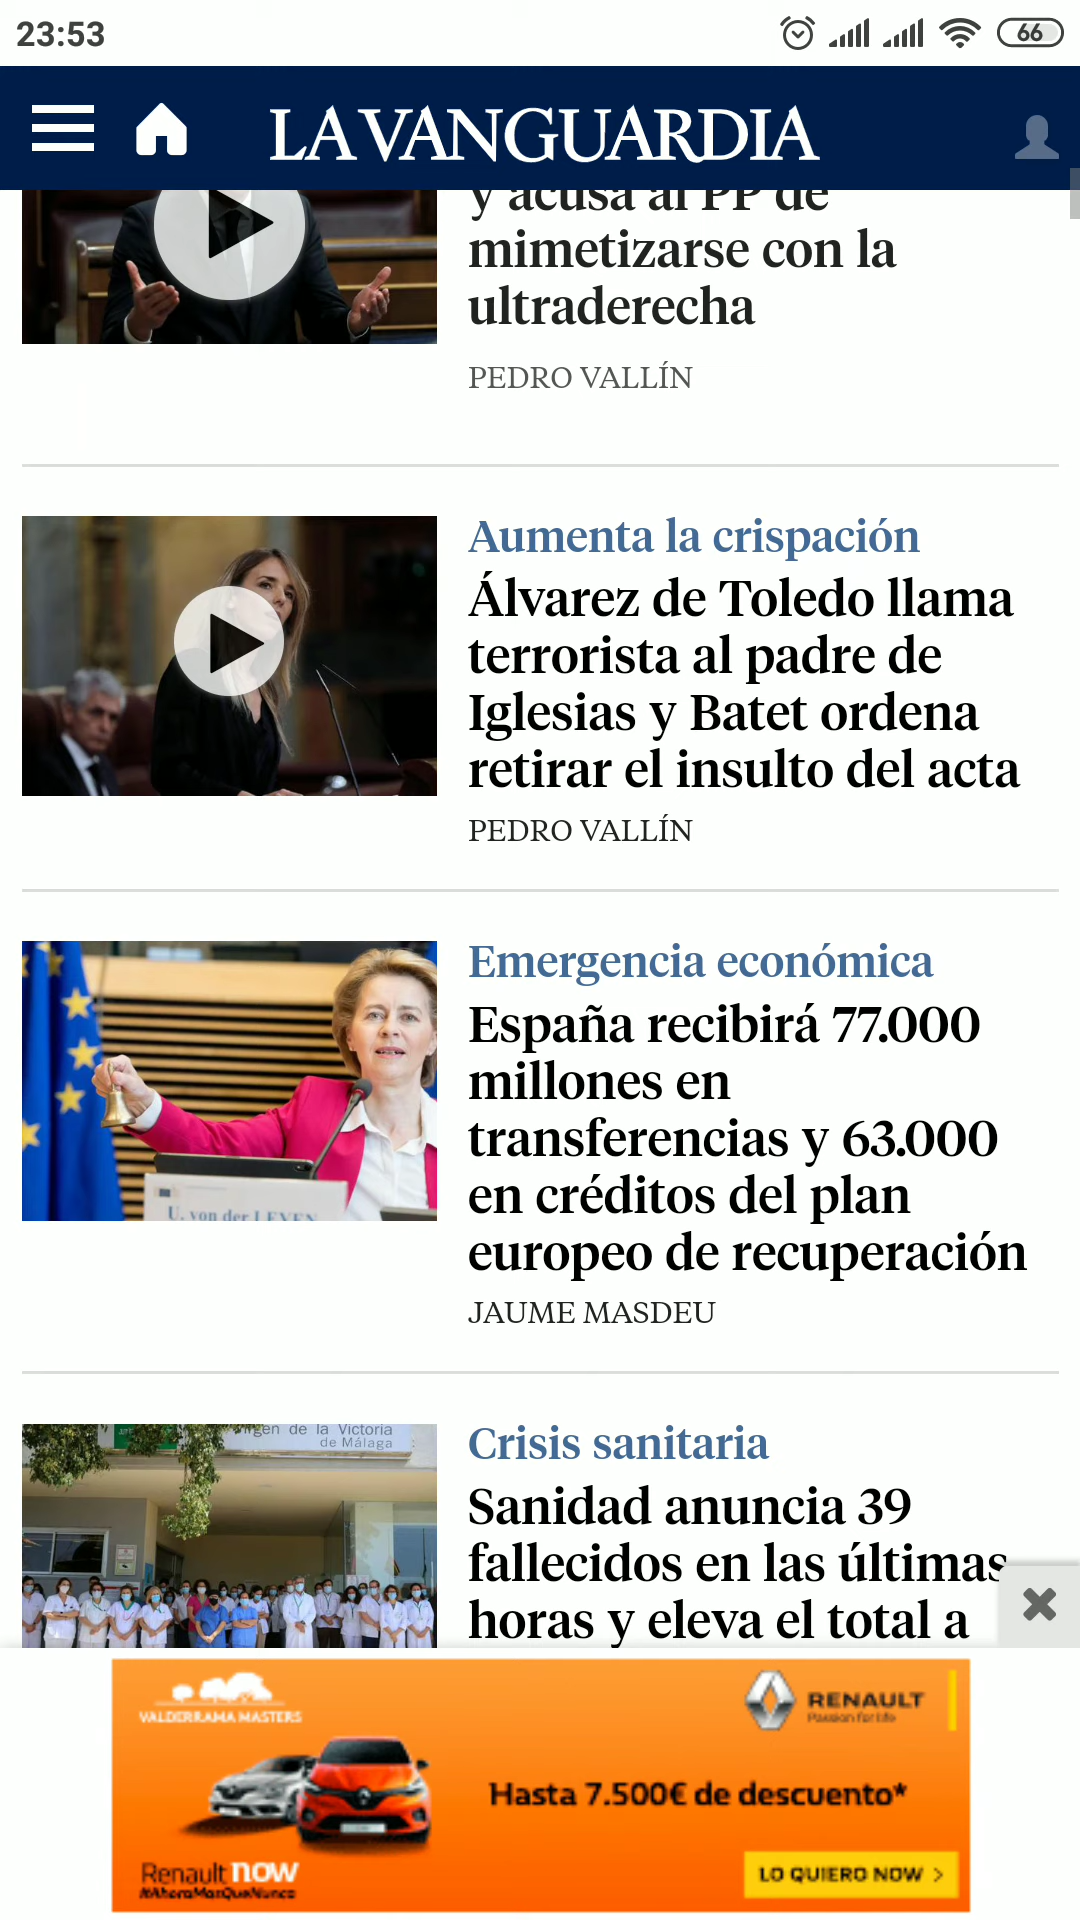 23:53
66
LA VANGUARDIA
y acusa al PP de
mimetizarse con la
ultraderecha
PEDRO VALLÍN
Aumenta la crispación
Álvarez de Toledo llama
terrorista al padre de
Iglesias y Batet ordena
retirar el insulto del acta
PEDRO VALLÍN
U. von der LEYEN
Emergencia económica
España recibirá 77.000
millones en
transferencias y 63.000
en créditos del plan
europeo de recuperación
JAUME MASDEU
de la Victoria
de Málaga
Crisis sanitaria
Sanidad anuncia 39
fallecidos en las últimas
horas y eleva el total a
VALDERRAMA MASTERS
RENAULT
Passion for life
Hasta 7.500€ de descuento*
Renault NOW
#AhoraMasQueNunca
LO QUIERO NOW >